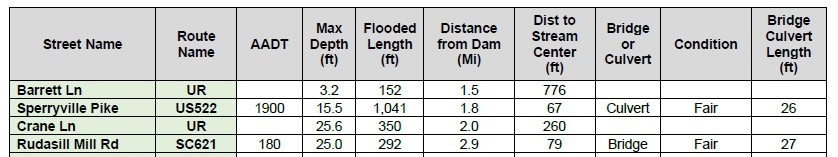 Street Name Route Name AADT Max Depth (ft) Flooded Length (ft) Distance from Dam (Mi) Dist to Stream Center (ft) Bridge or Culvert Condition Bridge Culvert Length (ft)
Barrett Ln UR 3.2 152 1.5 776
Sperryville Pike US522 1900 15.5 1,041 1.8 67 Culvert Fair 26
Crane Ln UR 25.6 350 2.0 260
Rudasill Mill Rd SC621 180 25.0 292 2.9 79 Bridge Fair 27